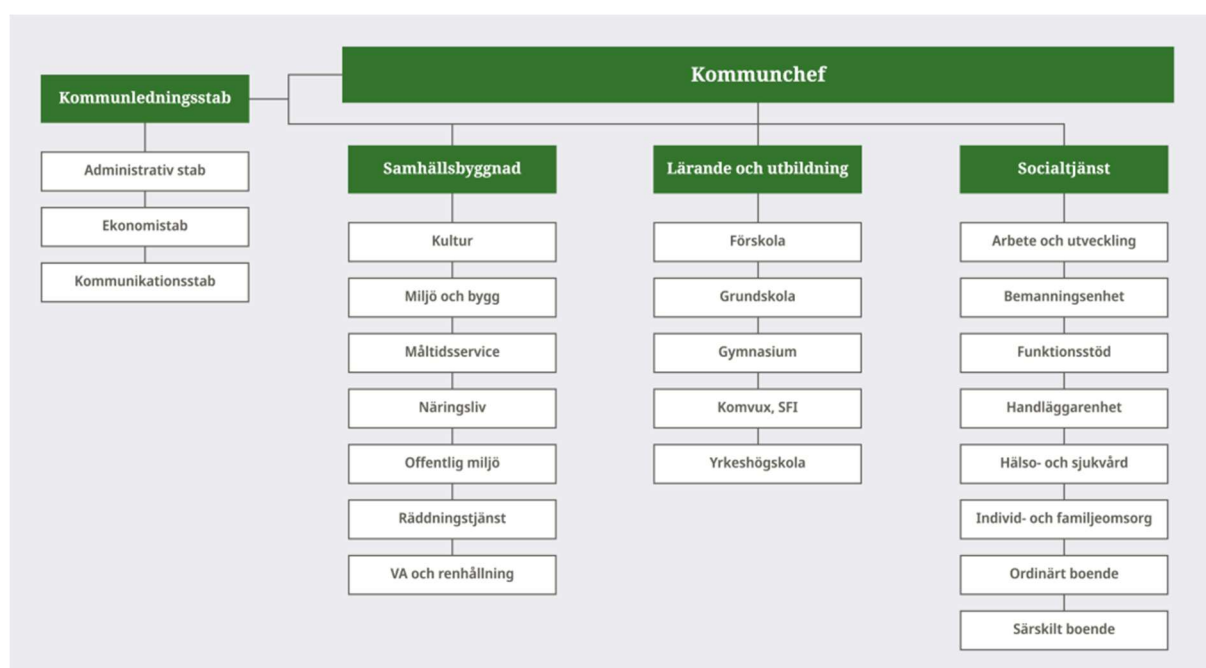 Kommunchef
Kommunledningsstab
Administrativ stab
Ekonomistab
Kommunikationsstab
Samhällsbyggnad
Kultur
Miljö och bygg
Måltidsservice
Näringsliv
Offentlig miljö
Räddningstjänst
VA och renhållning
Lärande och utbildning
Förskola
Grundskola
Gymnasium
Komvux, SFI
Yrkeshögskola
Socialtjänst
Arbete och utveckling
Bemanningsenhet
Funktionsstöd
Handläggarenhet
Hälso- och sjukvård
Individ- och familjeomsorg
Ordinärt boende
Särskilt boende